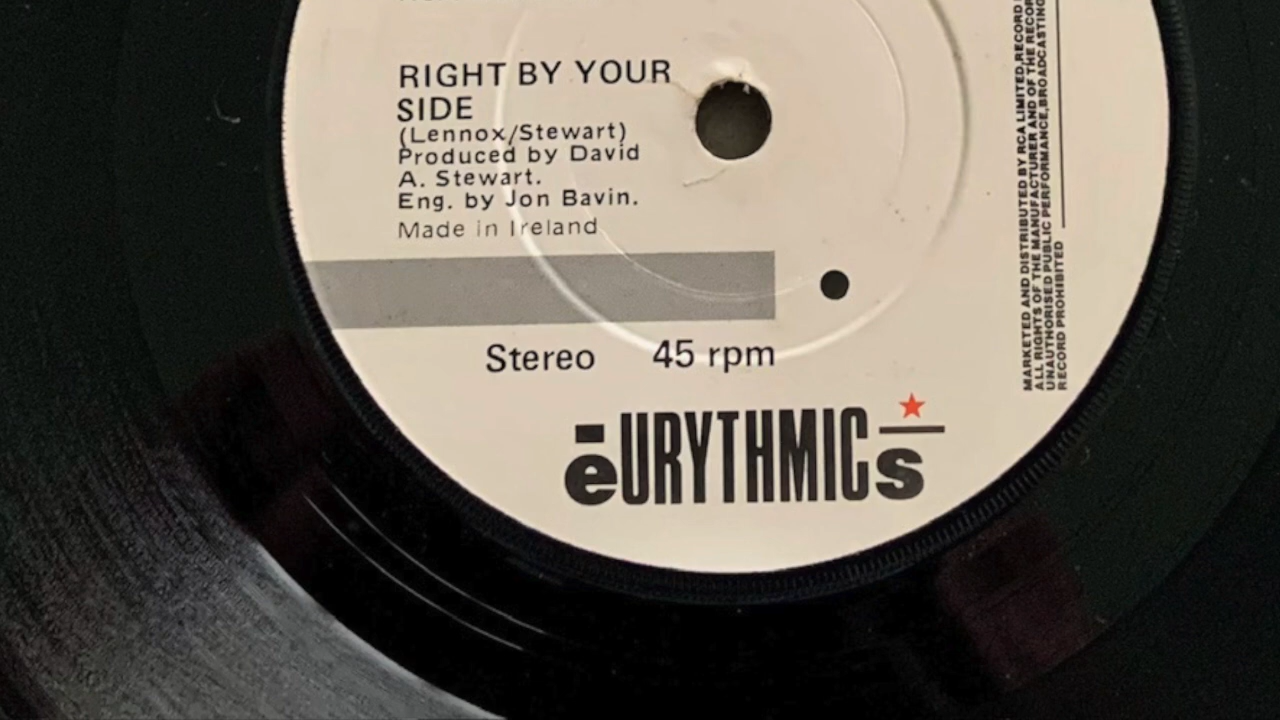 RIGHT BY YOUR
SIDE
(Lennox/Stewart)
Produced by David
A. Stewart.
Eng. by Jon Bavin.
Made in Ireland
Stereo 45 rpm
eURYTHMICs
MARKETED AND DISTRIBUTED BY RCA LIMITED, RECORD
ALL RIGHTS OF THE MANUFACTURER AND OF THE RECOR
UNAUTHORISED PUBLIC PERFORMANCE, BROADCASTING
RECORD PROHIBITED